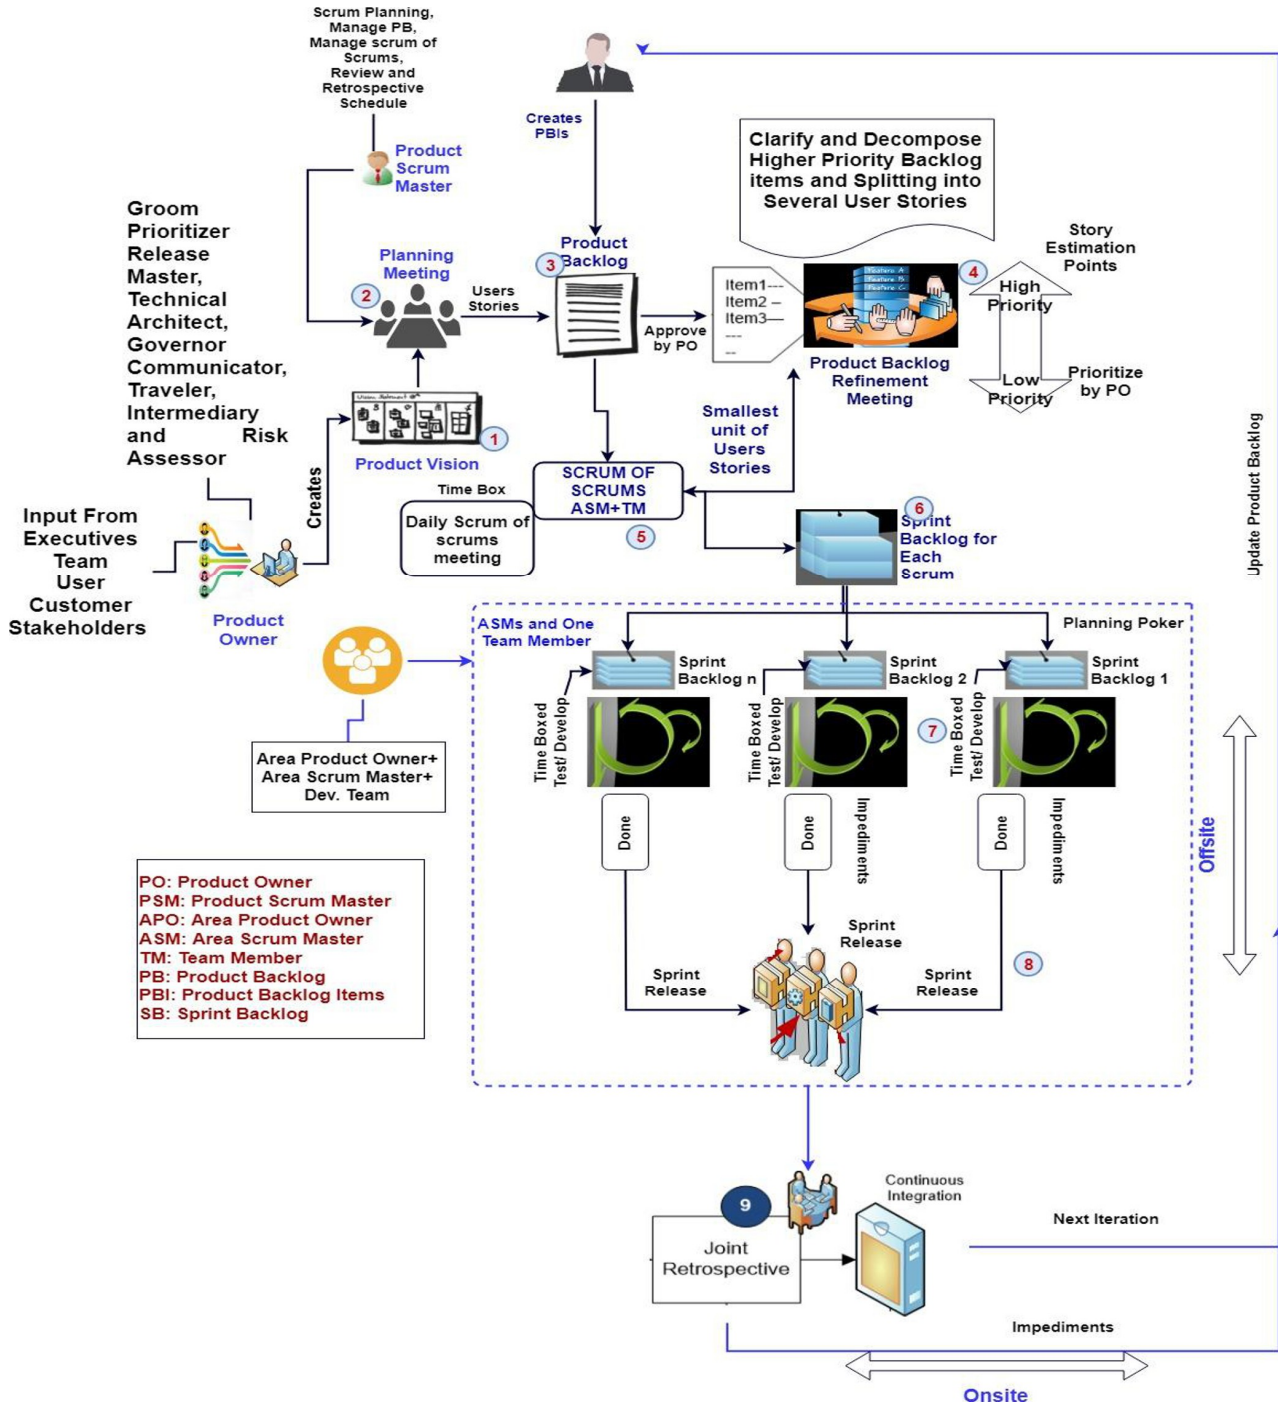 Scrum Planning,
Manage PB,
Manage scrum of
Scrums,
Review and
Retrospective
Schedule
Product
Scrum
Master
Creates
PBIs
Clarify and Decompose
Higher Priority Backlog
items and Splitting into
Several User Stories
Groom
Prioritizer
Release
Master,
Technical
Architect,
Governor
Communicator,
Traveler,
Intermediary
and Risk
Assessor
Planning
Meeting
2
Users
Stories
Product
Backlog
3
Approve
by PO
Item1---
Item2 –
Item3—
---
--
Feature A
Feature B
Feature C
4
Product Backlog
Refinement
Meeting
Story
Estimation
Points
High
Priority
Low
Priority
Prioritize
by PO
1
Product Vision
Creates
Smallest
unit of
Users
Stories
SCRUM OF
SCRUMS
ASM+TM
5
Time Box
Daily Scrum of
scrums
meeting
6
Sprint
Backlog for
Each
Scrum
Update Product Backlog
Input From
Executives
Team
User
Customer
Stakeholders
Product
Owner
ASMs and One
Team Member
Planning Poker
Sprint
Backlog n
Sprint
Backlog 2
Sprint
Backlog 1
Time Boxed
Test/ Develop
Time Boxed
Test/ Develop
7
Time Boxed
Test/ Develop
Area Product Owner+
Area Scrum Master+
Dev. Team
Done
Done
Impediments
Done
Impediments
Offsite
PO: Product Owner
PSM: Product Scrum Master
APO: Area Product Owner
ASM: Area Scrum Master
TM: Team Member
PB: Product Backlog
PBI: Product Backlog Items
SB: Sprint Backlog
Sprint
Release
Sprint
Release
Sprint
Release
8
9
Joint
Retrospective
Continuous
Integration
Next Iteration
Impediments
Onsite